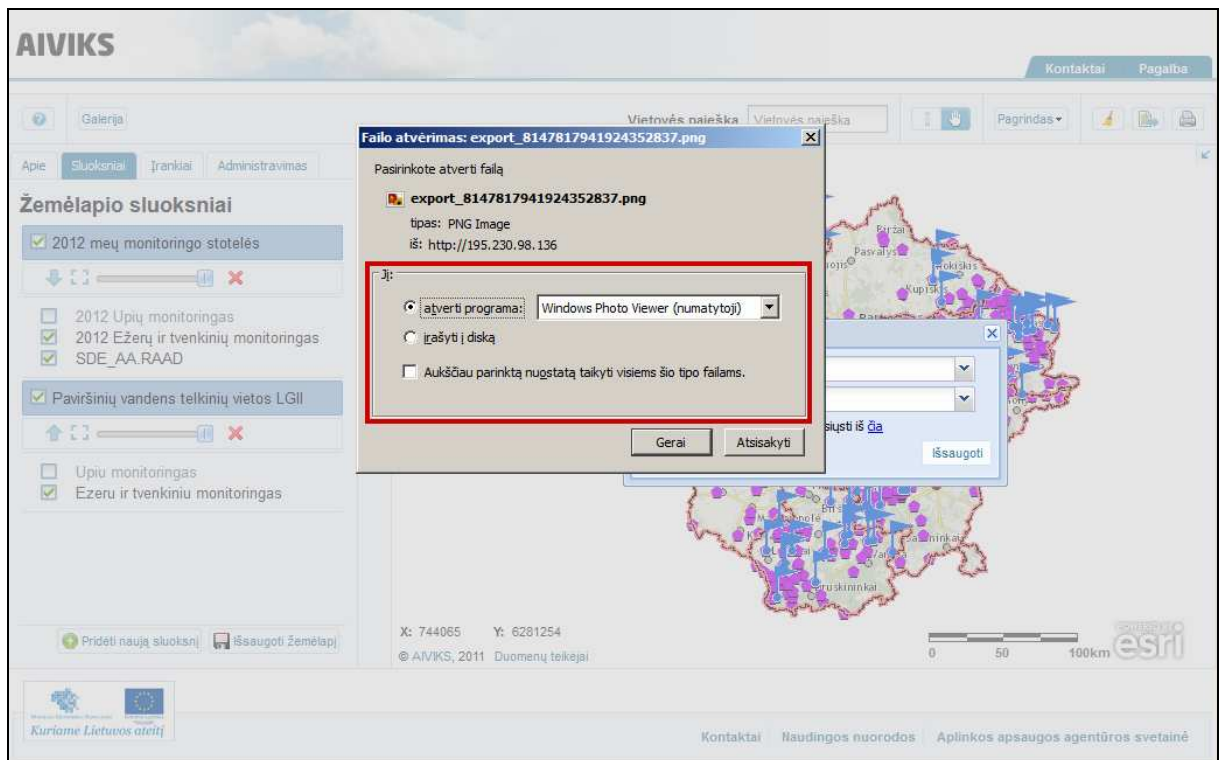 AIVIKS
Kontaktai Pagalba
Galerija
Vietovės paieška Vietovės paieška
Pagrindas
Apie Sluoksniai Įrankiai Administravimas
Žemėlapio sluoksniai
2012 meų monitoringo stotelės
2012 Upių monitoringas
2012 Ežerų ir tvenkinių monitoringas
SDE_AA.RAAD
Paviršinių vandens telkinių vietos LGII
Upiu monitoringas
Ezeru ir tvenkiniu monitoringas
Pridėti naują sluoksnį Išsaugoti žemėlapį
Failo atvėrimas: export_8147817941924352837.png
Pasirinkote atverti failą
export_8147817941924352837.png
tipas: PNG Image
iš: http://195.230.98.136
Jį:
atverti programa: Windows Photo Viewer (numatytoji)
įrašyti į diską
Aukščiau parinktą nuostatą taikyti visiems šio tipo failams.
Gerai Atsisakyti
siųsti iš čia
Išsaugoti
Biržai
Pasvalys
Rokiškis
Kupiškis
X: 744065 Y: 6281254
© AIVIKS, 2011 Duomenų teikėjai
0 50 100km
esri
Kuriame Lietuvos ateitį
Kontaktai Naudingos nuorodos Aplinkos apsaugos agentūros svetainė